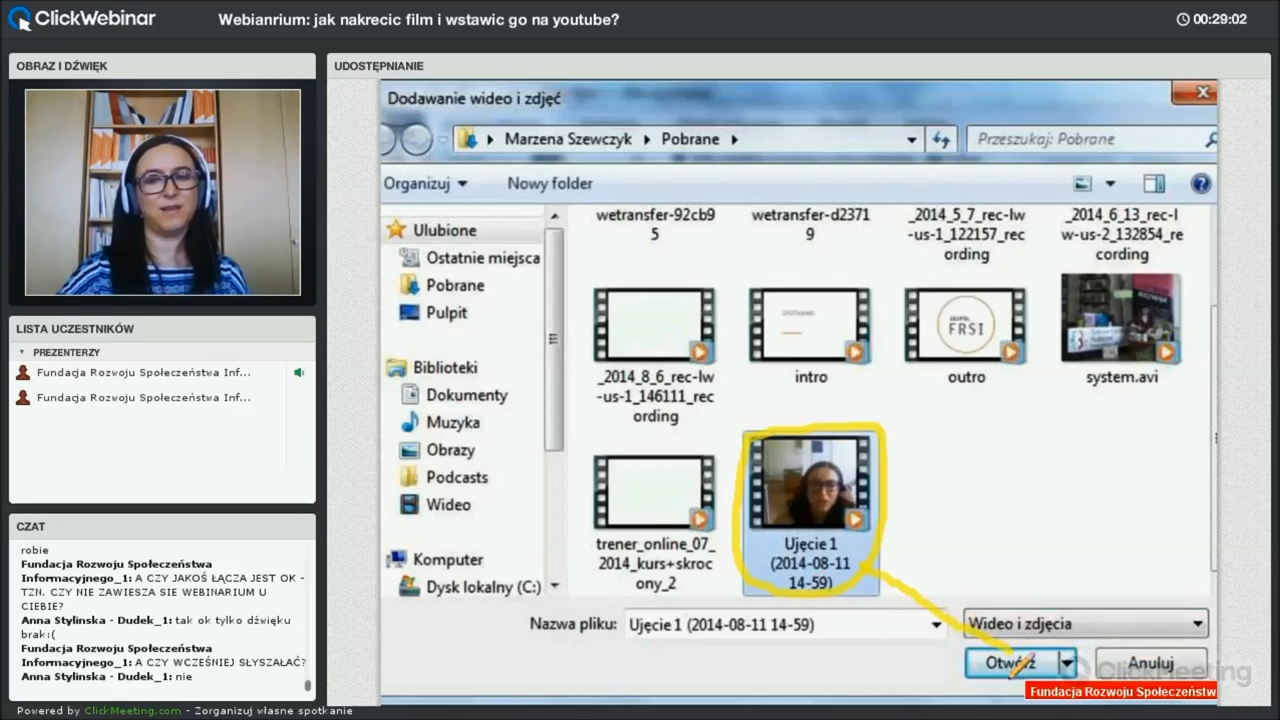 ClickWebinar
Webianrium: jak nakrecic film i wstawic go na youtube?
00:29:02
OBRAZ I DŹWIĘK
LISTA UCZESTNIKÓW
PREZENTERZY
Fundacja Rozwoju Społeczeństwa Inf...
Fundacja Rozwoju Społeczeństwa Inf...
CZAT
robie
Fundacja Rozwoju Społeczeństwa
Informacyjnego_1: A CZY JAKOŚ ŁĄCZA JEST OK -
TZN. CZY NIE ZAWIESZA SIE WEBINARIUM U
CIEBIE?
Anna Stylinska - Dudek_1: tak ok tylko dźwięku
brak:(
Fundacja Rozwoju Społeczeństwa
Informacyjnego_1: A CZY WCZEŚNIEJ SŁYSZAŁAĆ?
Anna Stylinska - Dudek_1: nie
UDOSTĘPNIANIE
Dodawanie wideo i zdjęć
Marzena Szewczyk Pobrane
Przeszukaj: Pobrane
Organizuj
Nowy folder
Ulubione
Ostatnie miejsca
Pobrane
Pulpit
Biblioteki
Dokumenty
Muzyka
Obrazy
Podcasts
Wideo
Komputer
Dysk lokalny (C:)
wetransfer-92cb9
5
wetransfer-d2371
9
_2014_5_7_rec-lw
-us-1_122157_rec
ording
_2014_6_13_rec-l
w-us-2_132854_re
cording
_2014_8_6_rec-lw
-us-1_146111_rec
ording
intro
FRSI
outro
system.avi
trener_online_07_
2014_kurs+skroc
ony_2
Ujęcie 1
(2014-08-11
14-59)
Nazwa pliku:
Ujęcie 1 (2014-08-11 14-59)
Wideo i zdjęcia
Otwórz
Anuluj
ClickMeeting
Fundacja Rozwoju Społeczeństw
Powered by ClickMeeting.com - Zorganizuj własne spotkanie